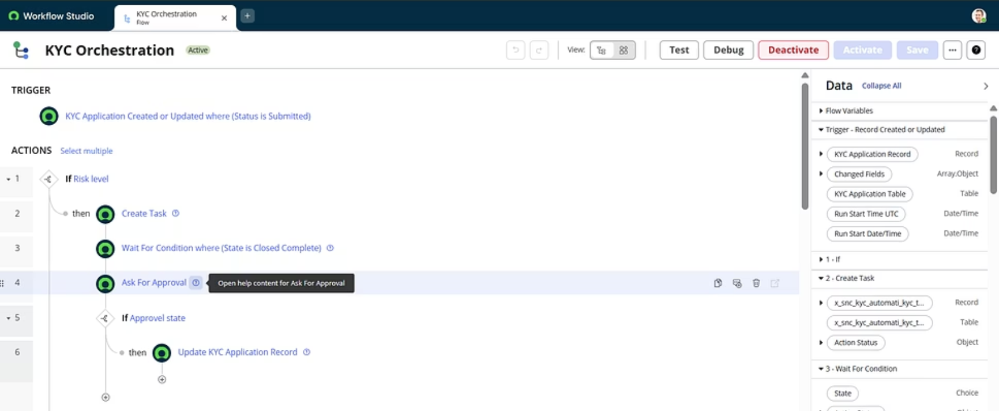 Workflow Studio
KYC Orchestration
Flow
KYC Orchestration
Active
View:
Test
Debug
Deactivate
Activate
Save
TRIGGER
KYC Application Created or Updated where (Status is Submitted)
ACTIONS
Select multiple
1
If Risk level
2
then
Create Task
3
Wait For Condition where (State is Closed Complete)
4
Ask For Approval
Open help content for Ask For Approval
5
If Approvel state
6
then
Update KYC Application Record
Data
Collapse All
Flow Variables
Trigger - Record Created or Updated
KYC Application Record
Record
Changed Fields
Array.Object
KYC Application Table
Table
Run Start Time UTC
Date/Time
Run Start Date/Time
Date/Time
1 - If
2 - Create Task
x_snc_kyc_automati_kyc_t...
Record
x_snc_kyc_automati_kyc_t...
Table
Action Status
Object
3 - Wait For Condition
State
Choice